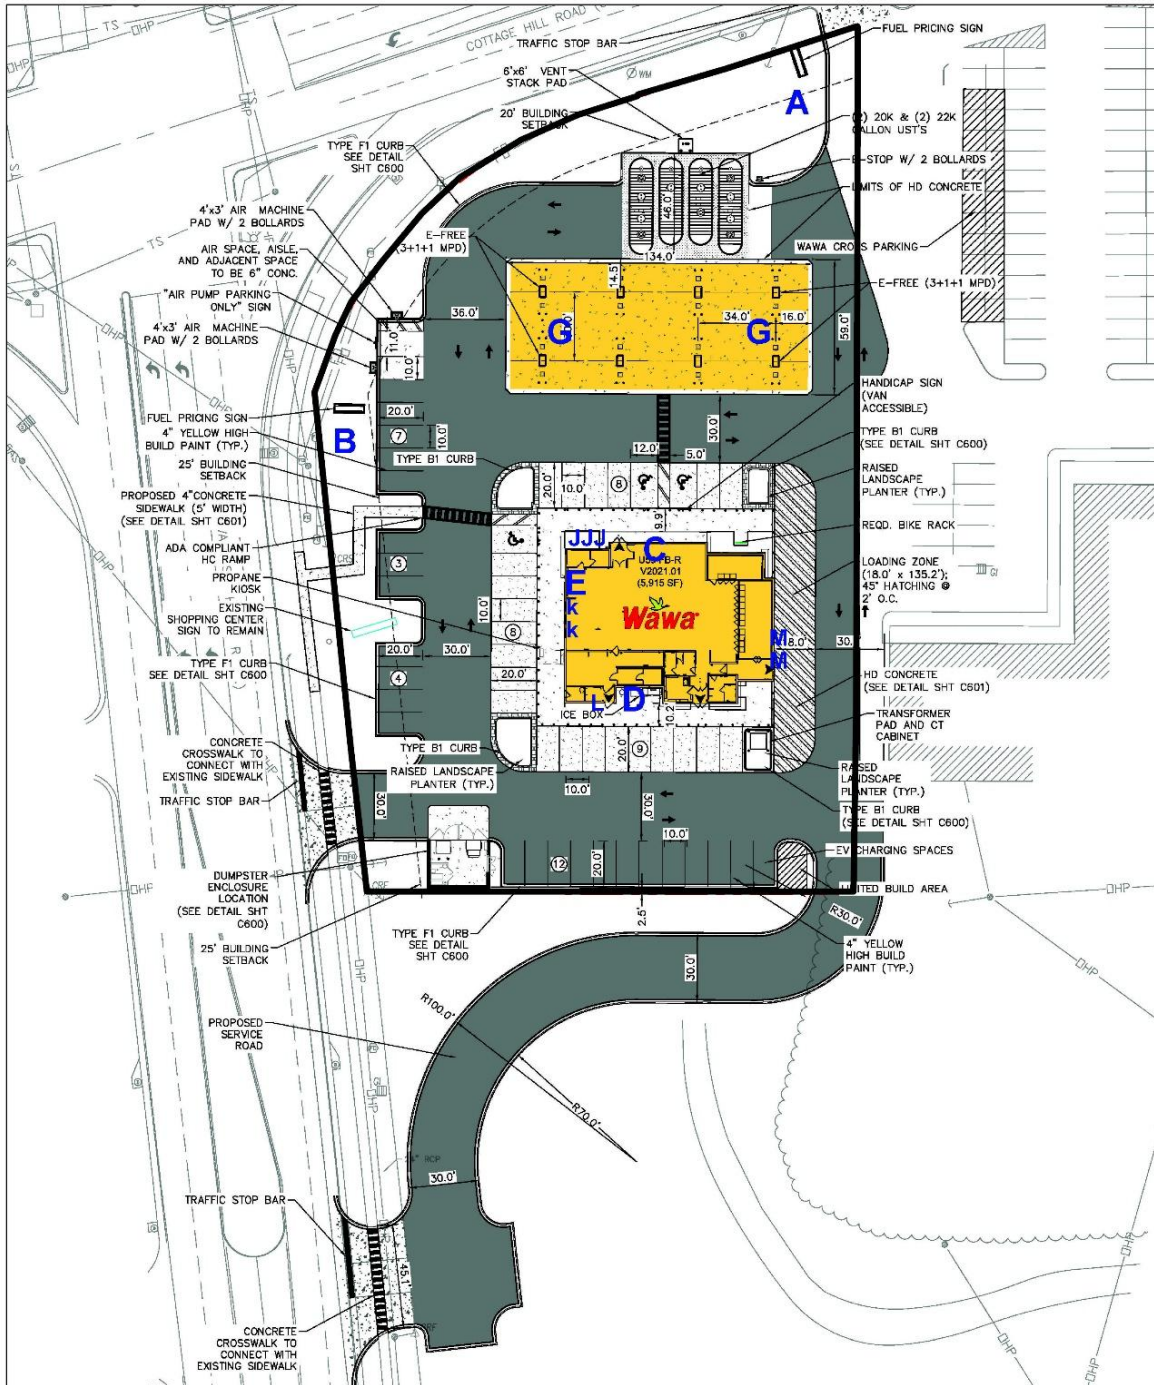 COTTAGE HILL ROAD
TRAFFIC STOP BAR
FUEL PRICING SIGN
6'x6' VENT
STACK PAD
WM
20' BUILDING
SETBACK
A
(2) 20K & (2) 22K
GALLON UST'S
TYPE F1 CURB
SEE DETAIL
SHT C600
E-STOP W/ 2 BOLLARDS
LIMITS OF HD CONCRETE
4'x3' AIR MACHINE
PAD W/ 2 BOLLARDS
46.0'
E-FREE
(3+1+1 MPD)
WAWA CROSS PARKING
AIR SPACE, AISLE,
AND ADJACENT SPACE
TO BE 6" CONC.
134.0'
14.5'
E-FREE (3+1+1 MPD)
"AIR PUMP PARKING
ONLY" SIGN
36.0'
34.0'
16.0'
59.0'
G
G
4'x3' AIR MACHINE
PAD W/ 2 BOLLARDS
11.0'
10.0'
HANDICAP SIGN
(VAN
ACCESSIBLE)
FUEL PRICING SIGN
20.0'
4" YELLOW HIGH
BUILD PAINT (TYP.)
B
7
10.0'
30.0'
TYPE B1 CURB
(SEE DETAIL SHT C600)
12.0'
5.0'
TYPE B1 CURB
25' BUILDING
SETBACK
20.0'
10.0'
8
RAISED
LANDSCAPE
PLANTER (TYP.)
PROPOSED 4"CONCRETE
SIDEWALK (5' WIDTH)
(SEE DETAIL SHT C601)
9.9'
REQD. BIKE RACK
ADA COMPLIANT
HC RAMP
JJJ
C
U59 FB-R
V2021.01
(5,915 SF)
3
LOADING ZONE
(18.0' x 135.2');
45° HATCHING @
2' O.C.
PROPANE
KIOSK
E
k
k
10.0'
Wawa
EXISTING
SHOPPING CENTER
SIGN TO REMAIN
8
M
M
18.0'
30.
20.0'
30.0'
TYPE F1 CURB
SEE DETAIL
SHT C600
4
20.0'
HD CONCRETE
(SEE DETAIL SHT C601)
L
D
ICE BOX
10.2'
TRANSFORMER
PAD AND CT
CABINET
CONCRETE
CROSSWALK TO
CONNECT WITH
EXISTING SIDEWALK
TYPE B1 CURB
20.0'
9
RAISED LANDSCAPE
PLANTER (TYP.)
RAISED
LANDSCAPE
PLANTER (TYP.)
TRAFFIC STOP BAR
10.0'
30.0'
30.0'
TYPE B1 CURB
(SEE DETAIL SHT C600)
10.0'
EV CHARGING SPACES
12
20.0'
DUMPSTER
ENCLOSURE
LOCATION
(SEE DETAIL SHT
C600)
LIMITED BUILD AREA
2.5'
R30.0'
TYPE F1 CURB
SEE DETAIL
SHT C600
25' BUILDING
SETBACK
4" YELLOW
HIGH BUILD
PAINT (TYP.)
30.0'
R100.0'
PROPOSED
SERVICE
ROAD
R70.0'
RCP
30.0'
TRAFFIC STOP BAR
45.1'
CONCRETE
CROSSWALK TO
CONNECT WITH
EXISTING SIDEWALK
OHP
OHP
OHP
OHP